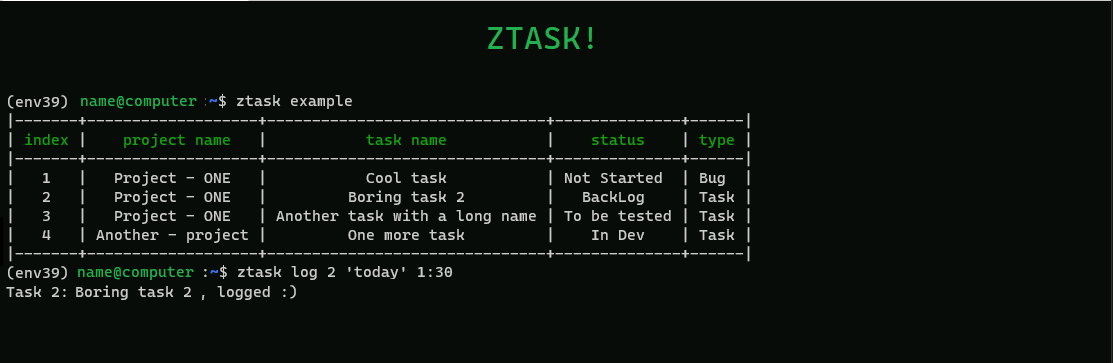 ZTASK!
(env39) name@computer :~$ ztask example
|-------+-------------------+-------------------------------+--------------+------|
| index |    project name   |           task name           |    status    | type |
|-------+-------------------+-------------------------------+--------------+------|
|   1   |   Project - ONE   |           Cool task           | Not Started  | Bug  |
|   2   |   Project - ONE   |         Boring task 2         |   BackLog    | Task |
|   3   |   Project - ONE   | Another task with a long name | To be tested | Task |
|   4   | Another - project |         One more task         |    In Dev    | Task |
|-------+-------------------+-------------------------------+--------------+------|
(env39) name@computer :~$ ztask log 2 'today' 1:30
Task 2: Boring task 2 , logged :)